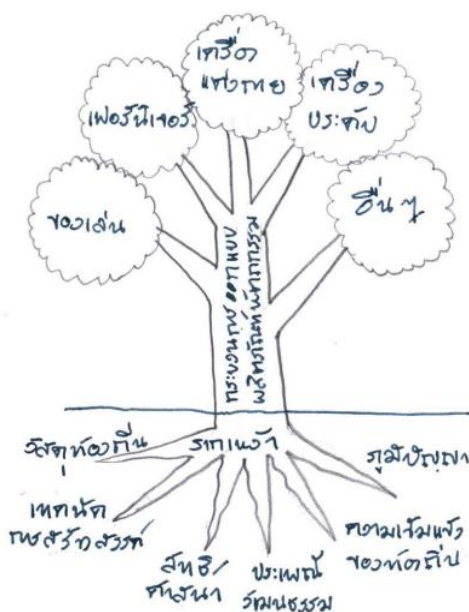 เครื่อง
แต่งกาย
เครื่อง
ประดับ
เฟอร์นิเจอร์
ของเล่น
อื่น ๆ
กระบวนการออกแบบ
ผลิตภัณฑ์
รากเหง้า
วัสดุท้องถิ่น
ภูมิปัญญา
เทคนิค
การสร้างสรรค์
ลัทธิ/
ศาสนา
ประเพณี
วัฒนธรรม
ความเข้มแข็ง
ของท้องถิ่น